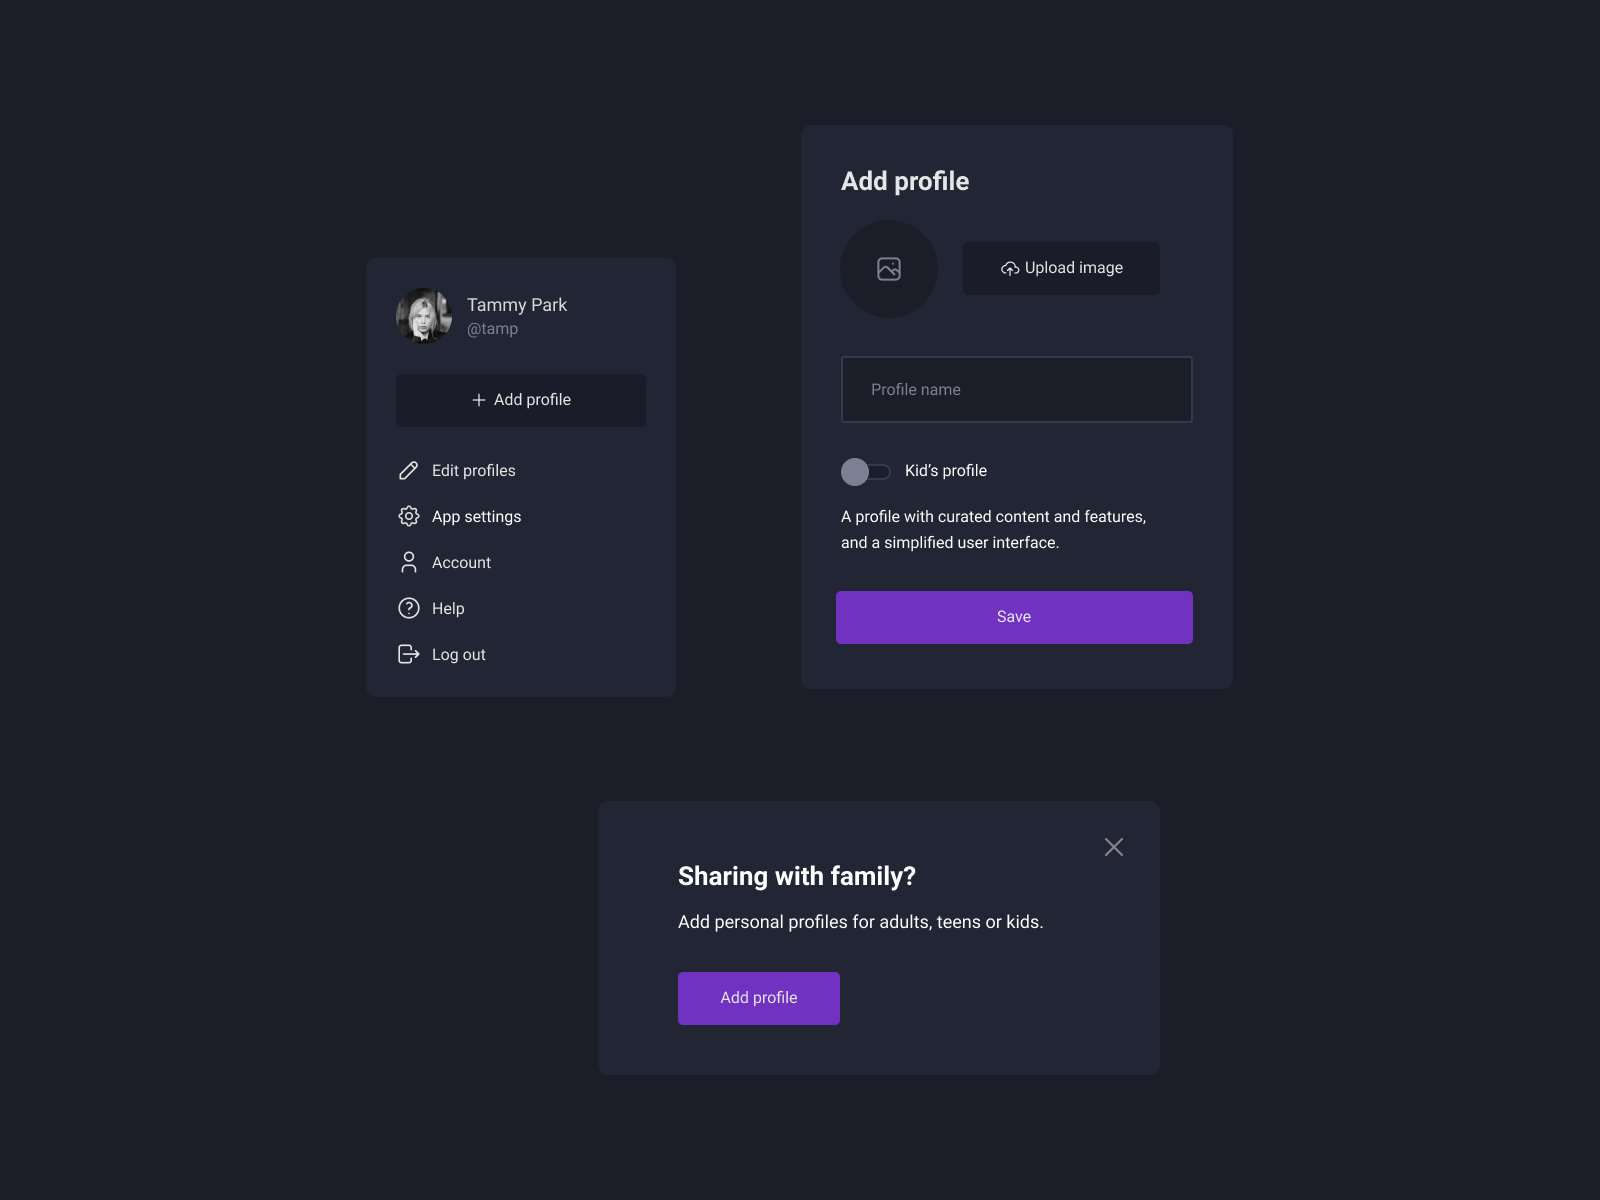 Tammy Park
@tamp
Add profile
Edit profiles
App settings
Account
Help
Log out
Add profile
Upload image
Profile name
Kid’s profile
A profile with curated content and features,
and a simplified user interface.
Save
Sharing with family?
Add personal profiles for adults, teens or kids.
Add profile